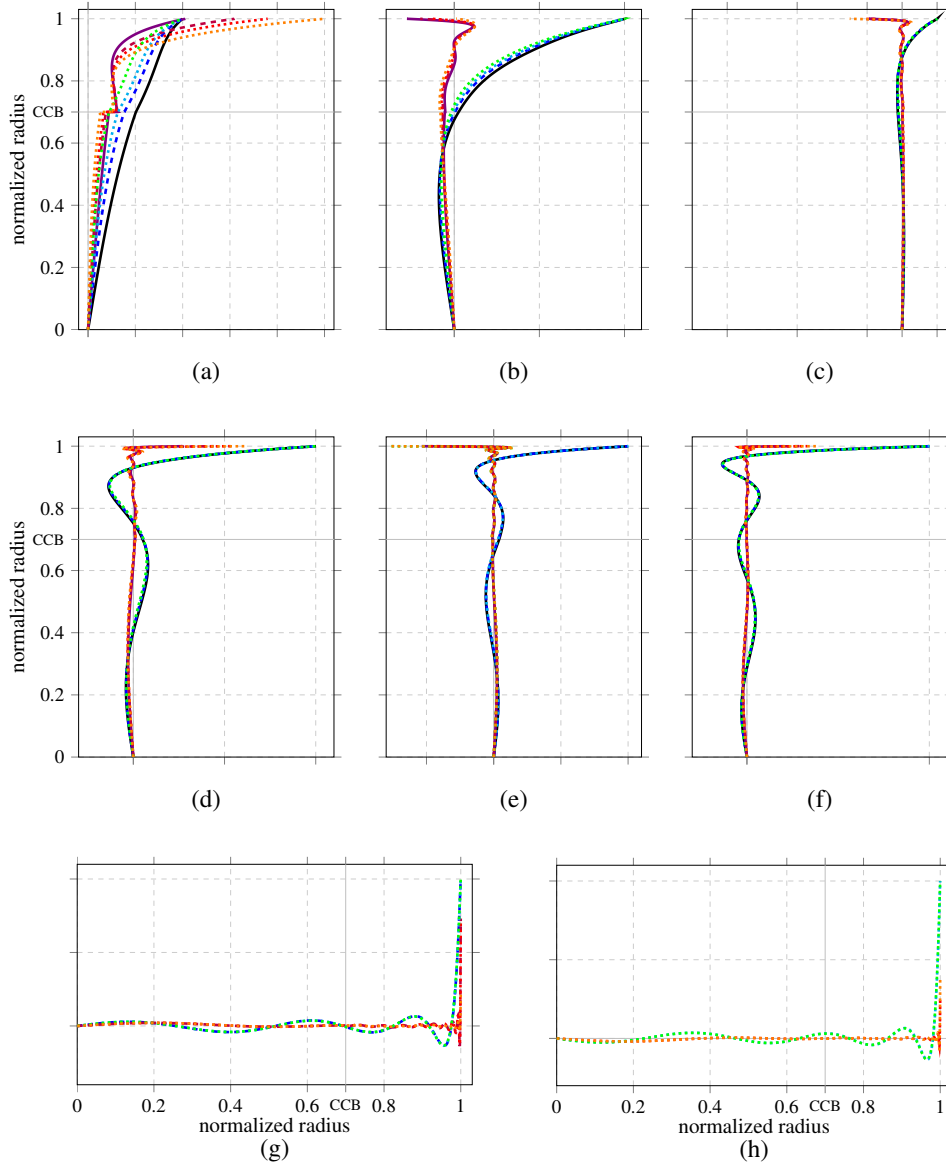 1
0.8
CCB
0.6
0.4
0.2
0
normalized radius
(a)
(b)
(c)
1
0.8
CCB
0.6
0.4
0.2
0
normalized radius
(d)
(e)
(f)
0 0.2 0.4 0.6 CCB 0.8 1
normalized radius
(g)
0 0.2 0.4 0.6 CCB 0.8 1
normalized radius
(h)